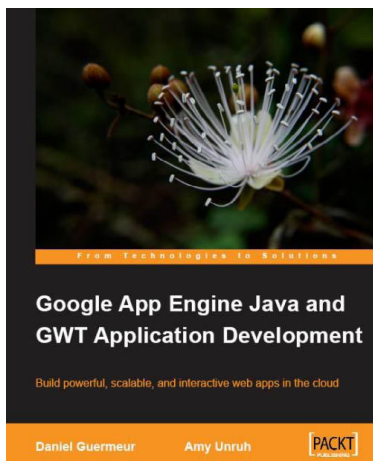 From Technologies to Solutions
Google App Engine Java and
GWT Application Development
Build powerful, scalable, and interactive web apps in the cloud
Daniel Guermeur Amy Unruh
[PACKT]
PUBLISHING